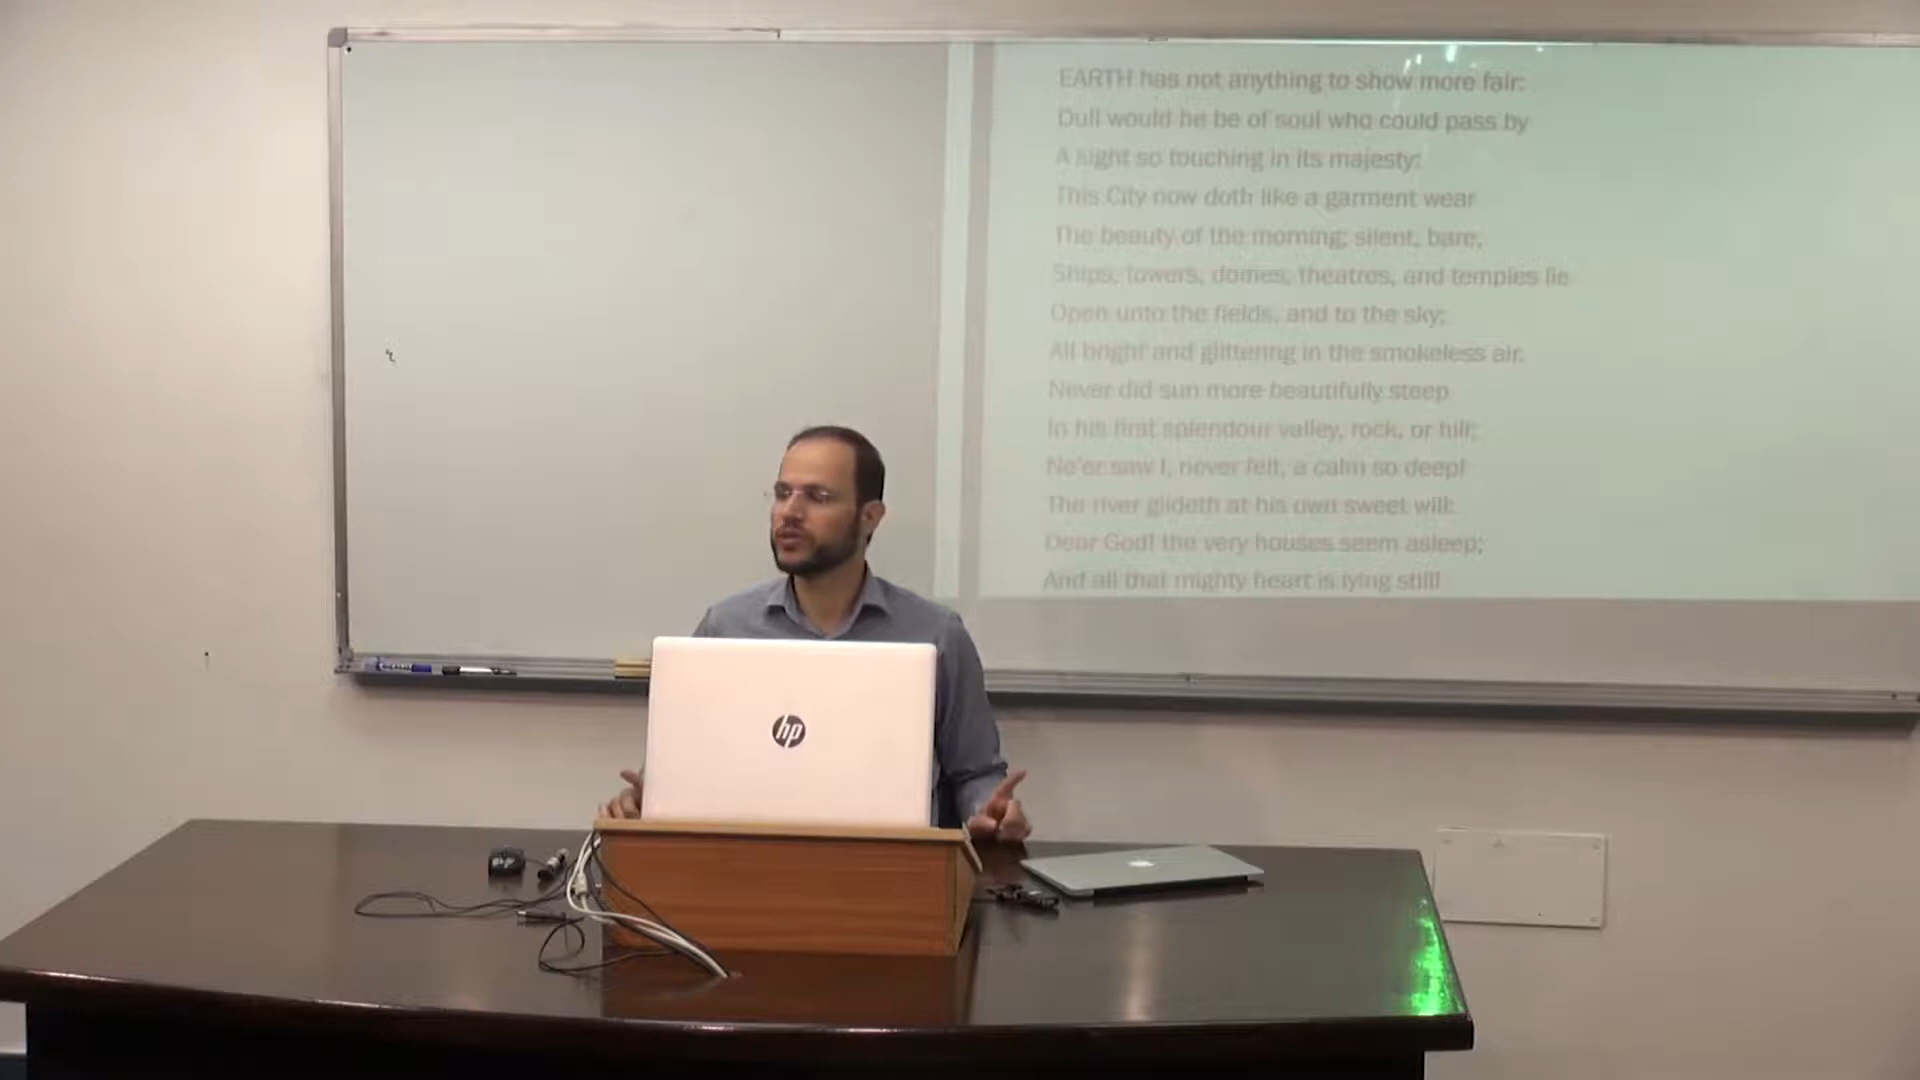 EARTH has not anything to show more fair:
Dull would he be of soul who could pass by
A sight so touching in its majesty:
This City now doth like a garment wear
The beauty of the morning; silent, bare,
Ships, towers, domes, theatres, and temples lie
Open unto the fields, and to the sky;
All bright and glittering in the smokeless air.
Never did sun more beautifully steep
In his first splendour valley, rock, or hill;
Ne'er saw I, never felt, a calm so deep!
The river glideth at his own sweet will:
Dear God! the very houses seem asleep;
And all that mighty heart is lying still!
hp